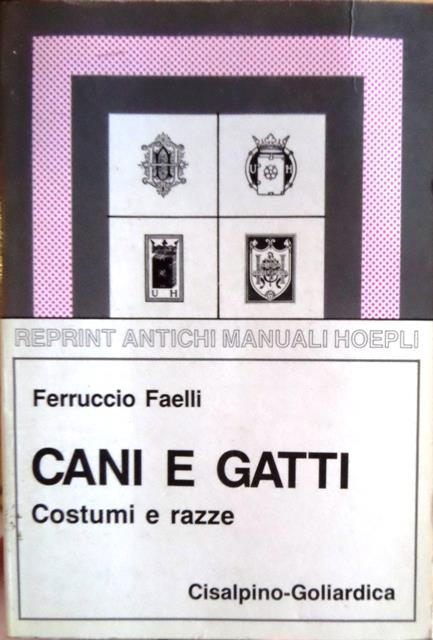 U H
U H
REPRINT ANTICHI MANUALI HOEPLI
Ferruccio Faelli
CANI E GATTI
Costumi e razze
Cisalpino-Goliardica